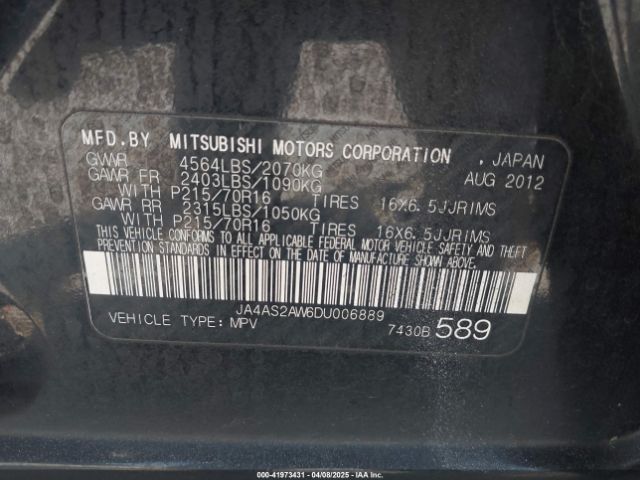 MFD.BY MITSUBISHI MOTORS CORPORATION , JAPAN
GVWR 4564LBS/2070KG AUG 2012
GAWR FR 2403LBS/1090KG
WITH P215/70R16 TIRES 16X6.5JJRIMS
GAWR RR 2315LBS/1050KG
WITH P215/70R16 TIRES 16X6.5JJRIMS
THIS VEHICLE CONFORMS TO ALL APPLICABLE FEDERAL MOTOR VEHICLE SAFETY AND THEFT
PREVENTION STANDARDS IN EFFECT ON THE DATE OF MANUFACTURE SHOWN ABOVE.
JA4AS2AW6DU006889
VEHICLE TYPE: MPV 7430B 589
000-41973431 - 04/08/2025 - COPYRIGHT IAA, LLC.